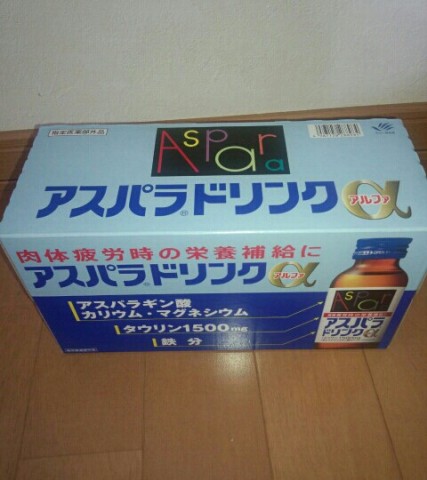 指定医薬部外品
Aspara
アスパラドリンクα
アルファ
肉体疲労時の栄養補給に
アスパラドリンクα
アルファ
アスパラギン酸
カリウム・マグネシウム
タウリン1500mg
鉄分
Aspara
アスパラ
ドリンクα